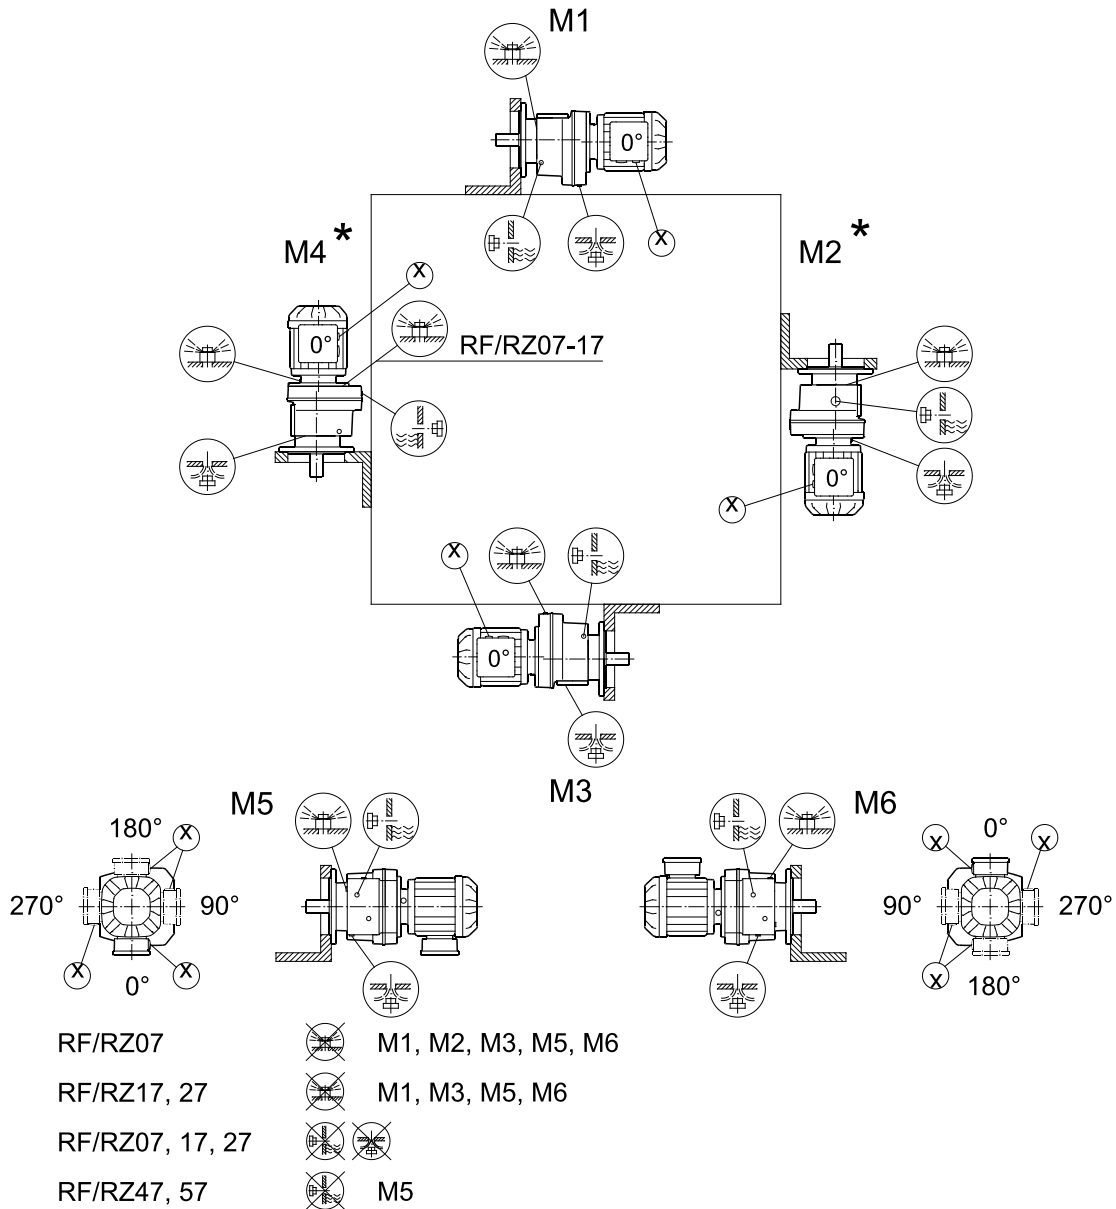 M1
0°
X
M4 *
M2 *
X
0°
RF/RZ07-17
0°
X
X
0°
M3
M5
M6
180°
X
270°
90°
X
0°
X
X
0°
X
90°
270°
X
180°
RF/RZ07 M1, M2, M3, M5, M6
RF/RZ17, 27 M1, M3, M5, M6
RF/RZ07, 17, 27
RF/RZ47, 57 M5